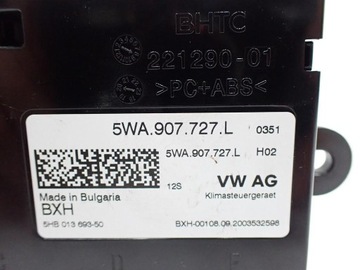 BHTC
221290-01
>PC+ABS<
5WA.907.727.L 0351
5WA.907.727.L H02
12S VW AG
Made in Bulgaria Klimasteuergeraet
BXH
5HB 013 693-50 BXH-00108.09.2003532598